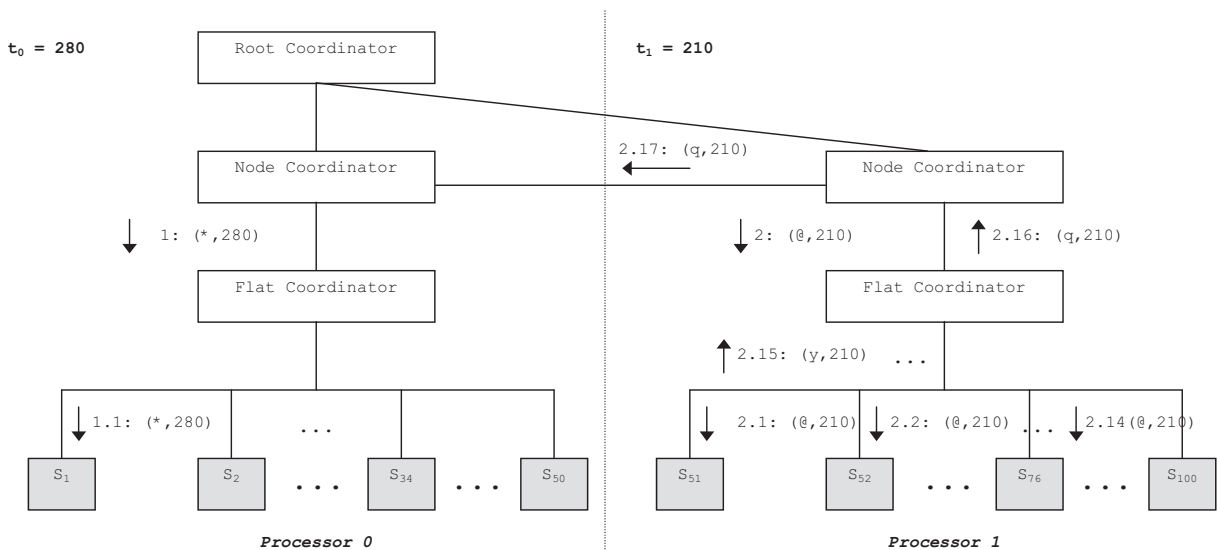 t₀ = 280
Root Coordinator
t₁ = 210
2.17: (q,210)
Node Coordinator
Node Coordinator
1: (*,280)
2: (@,210)
2.16: (q,210)
Flat Coordinator
Flat Coordinator
2.15: (y,210)
...
1.1: (*,280)
...
2.1: (@,210)
2.2: (@,210)
...
2.14(@,210)
S₁
S₂
...
S₃₄
...
S₅₀
S₅₁
S₅₂
...
S₇₆
...
S₁₀₀
Processor 0
Processor 1